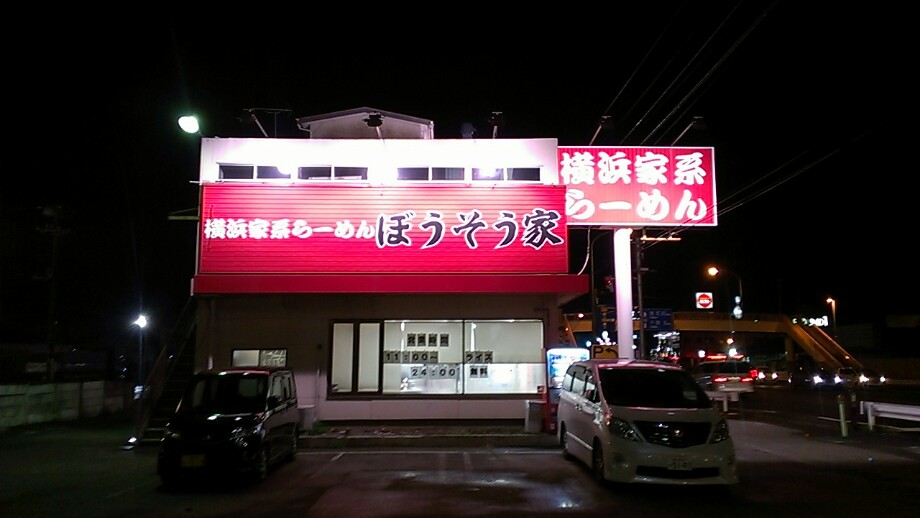 横浜家系らーめん ぼうそう家
横浜家系
らーめん
営業時間
11:00~
24:00
ライス
無料
P